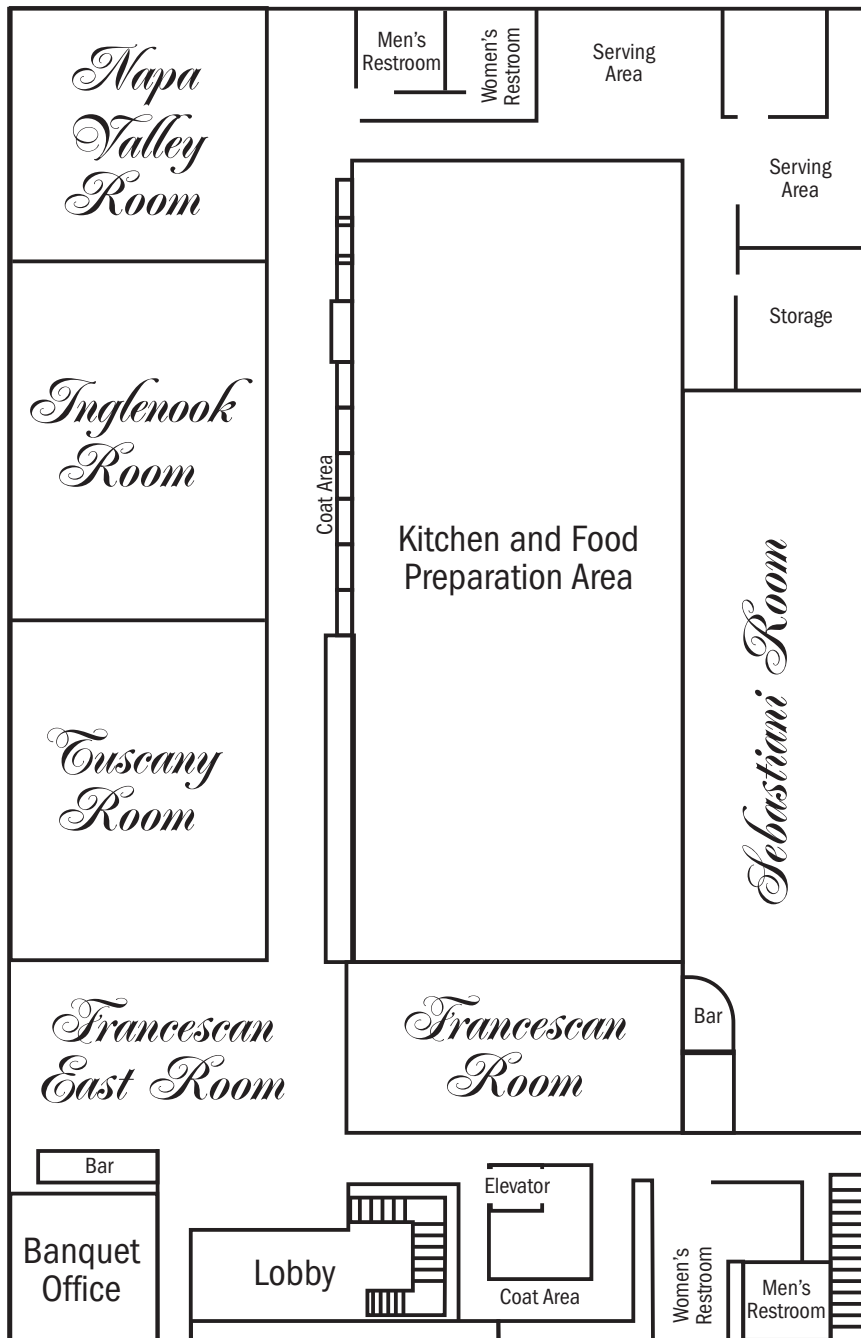 Napa
Valley
Room
Men's
Restroom
Women's
Restroom
Serving
Area
Serving
Area
Storage
Inglenook
Room
Coat Area
Kitchen and Food
Preparation Area
Sebastiani Room
Tuscany
Room
Francescan
East Room
Francescan
Room
Bar
Bar
Banquet
Office
Lobby
Elevator
Coat Area
Women's
Restroom
Men's
Restroom